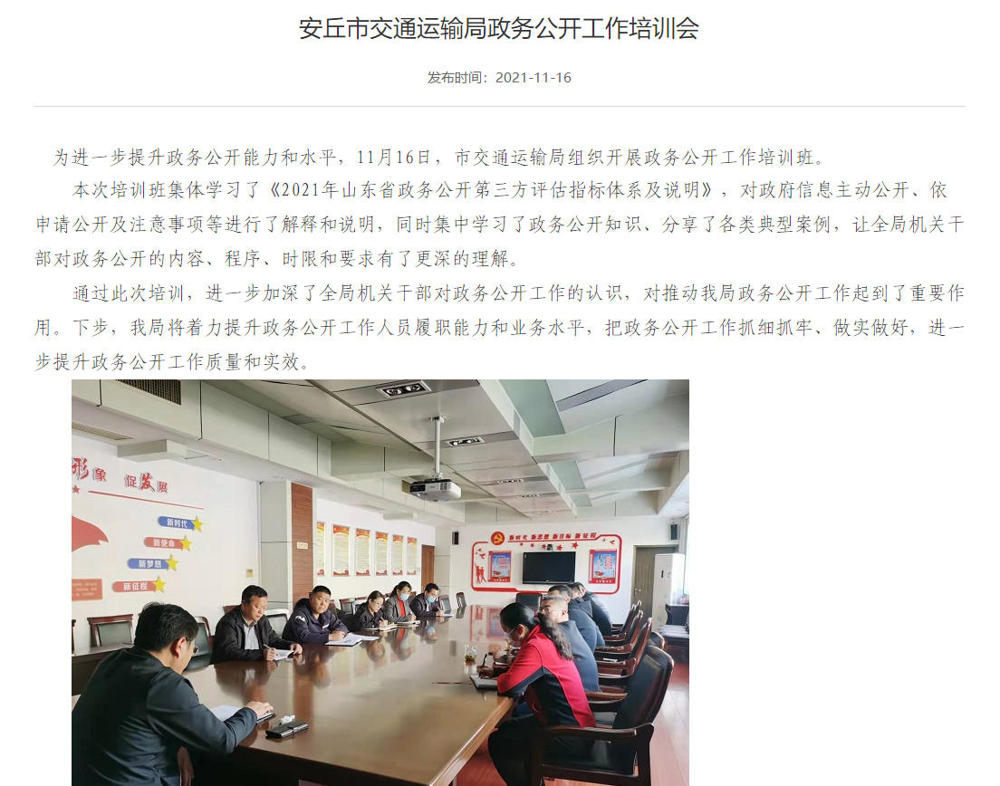 安丘市交通运输局政务公开工作培训会
发布时间：2021-11-16
为进一步提升政务公开能力和水平，11月16日，市交通运输局组织开展政务公开工作培训班。
本次培训班集体学习了《2021年山东省政务公开第三方评估指标体系及说明》，对政府信息主动公开、依
申请公开及注意事项等进行了解释和说明，同时集中学习了政务公开知识、分享了各类典型案例，让全局机关干
部对政务公开的内容、程序、时限和要求有了更深的理解。
通过此次培训，进一步加深了全局机关干部对政务公开工作的认识，对推动我局政务公开工作起到了重要作
用。下步，我局将着力提升政务公开工作人员履职能力和业务水平，把政务公开工作抓细抓牢、做实做好，进一
步提升政务公开工作质量和实效。
形象 促发展
新时代
新使命
新梦想
新征程
新时代 新思想 新目标 新征程